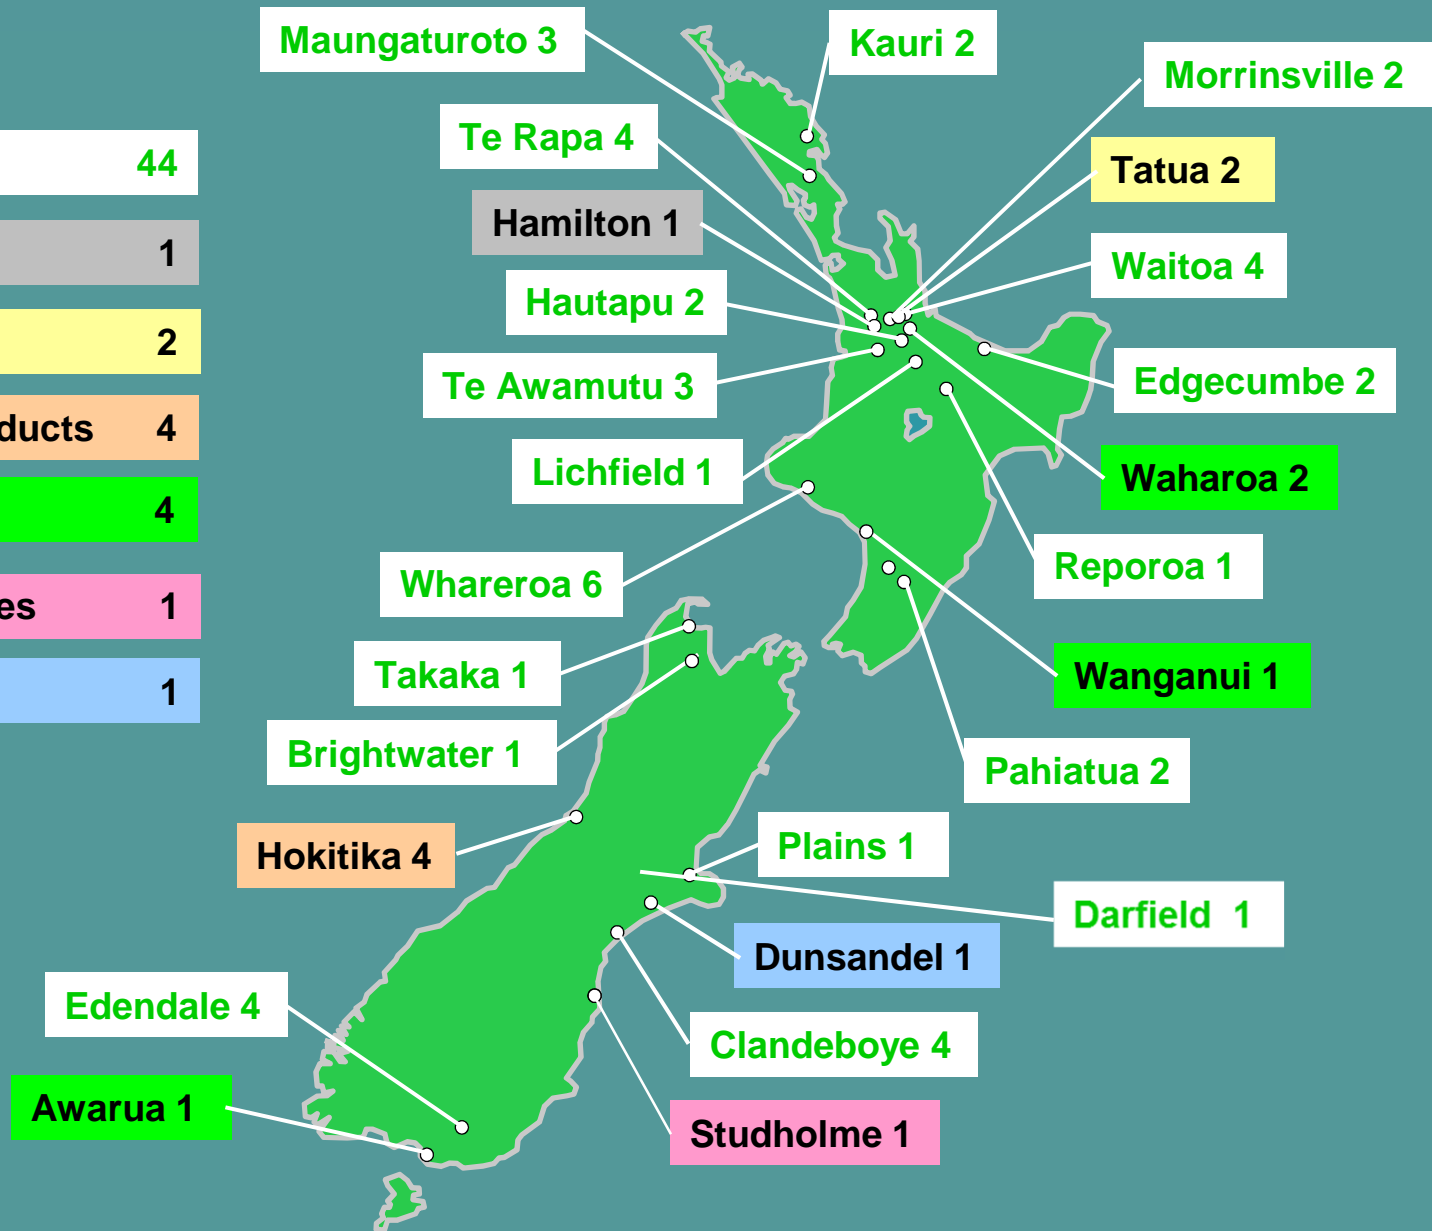 Maungaturoto 3
Kauri 2
Morrinsville 2
Te Rapa 4
44
Tatua 2
Hamilton 1
1
Waitoa 4
Hautapu 2
2
Te Awamutu 3
Edgecumbe 2
ducts 4
Lichfield 1
Waharoa 2
4
Reporoa 1
Whareroa 6
es 1
Takaka 1
Wanganui 1
1
Brightwater 1
Pahiatua 2
Hokitika 4
Plains 1
Darfield 1
Dunsandel 1
Edendale 4
Clandeboye 4
Awarua 1
Studholme 1